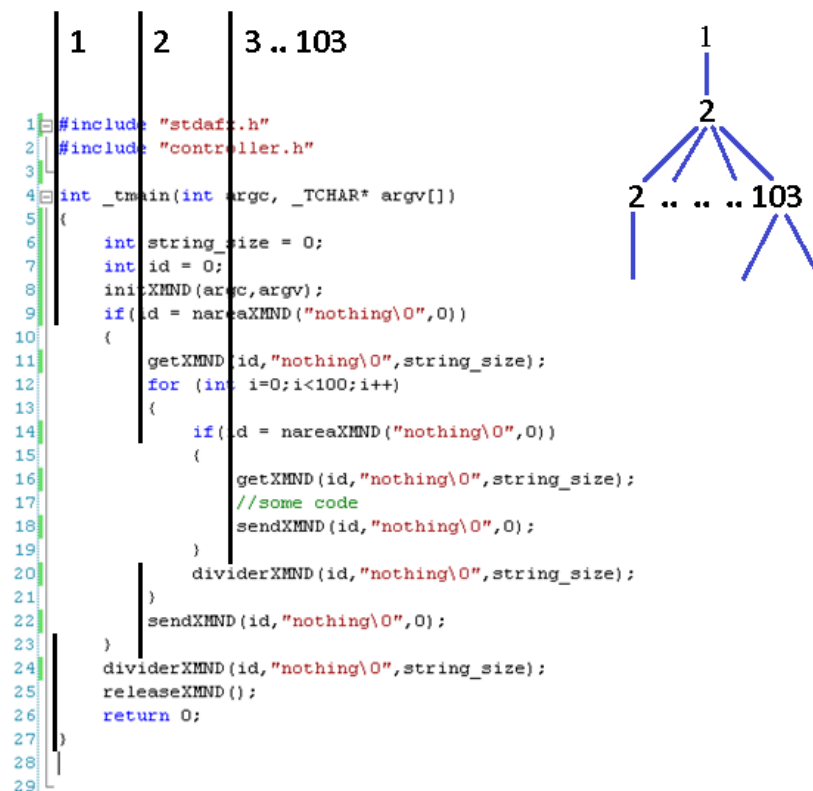 1 2 3 .. 103
1
2
2 .. .. .. 103
1 #include "stdafx.h"
2 #include "controller.h"
3
4 int _tmain(int argc, _TCHAR* argv[])
5 {
6 int string_size = 0;
7 int id = 0;
8 initXMND(argc,argv);
9 if(id = nareaXMND("nothing\0",0))
10 {
11 getXMND(id,"nothing\0",string_size);
12 for (int i=0;i<100;i++)
13 {
14 if(id = nareaXMND("nothing\0",0))
15 {
16 getXMND(id,"nothing\0",string_size);
17 //some code
18 sendXMND(id,"nothing\0",0);
19 }
20 dividerXMND(id,"nothing\0",string_size);
21 }
22 sendXMND(id,"nothing\0",0);
23 }
24 dividerXMND(id,"nothing\0",string_size);
25 releaseXMND();
26 return 0;
27 }
28
29